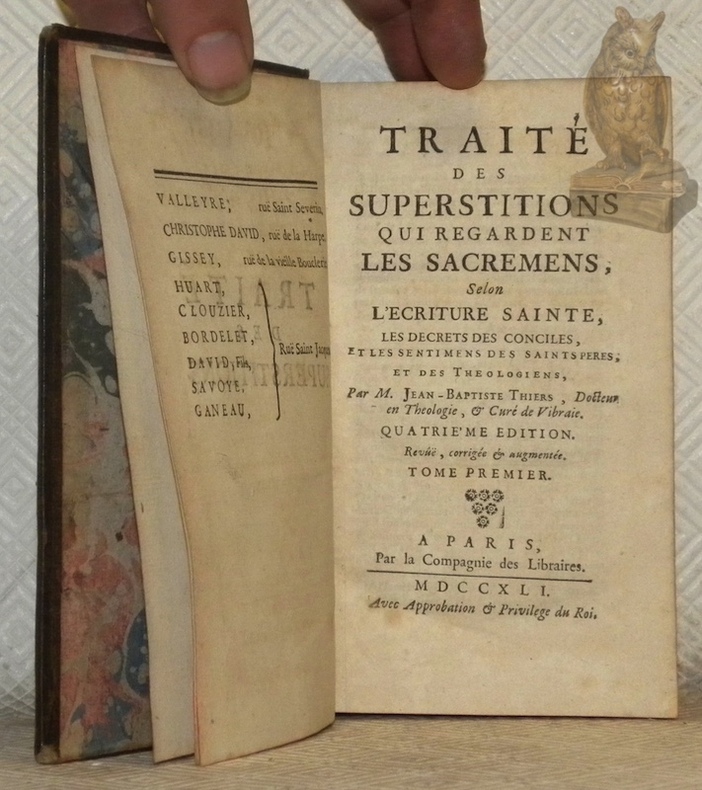 VALLEYRE, ruë Saint Severin,
CHRISTOPHE DAVID, ruë de la Harpe.
GISSEY, ruë de la vieille Bouclerie
HUART,
CLOUZIER,
BORDELET,
DAVID, Fils,
Ruë Saint Jacque
SAVOYE,
GANEAU,
TRAITÉ
DES
SUPERSTITIONS
QUI REGARDENT
LES SACREMENS,
Selon
L'ECRITURE SAINTE,
LES DECRETS DES CONCILES,
ET LES SENTIMENS DES SAINTS PERES,
ET DES THEOLOGIENS,
Par M. JEAN-BAPTISTE THIERS, Docteur
en Theologie, & Curé de Vibraie.
QUATRIE'ME EDITION.
Revûë, corrigée & augmentée.
TOME PREMIER.
A PARIS,
Par la Compagnie des Libraires.
MDCCXLI.
Avec Approbation & Privilege du Roi.